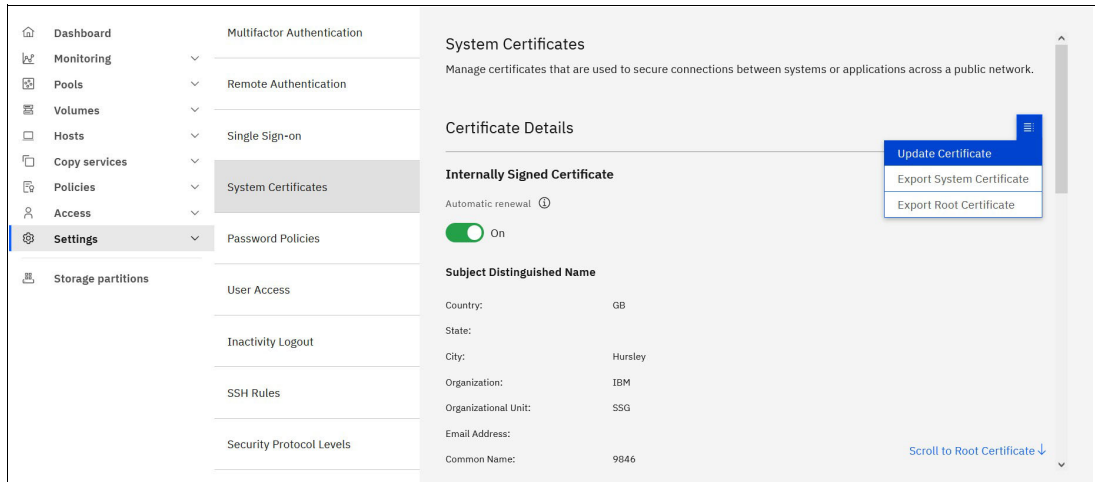 Dashboard
Monitoring
Pools
Volumes
Hosts
Copy services
Policies
Access
Settings
Storage partitions
Multifactor Authentication
Remote Authentication
Single Sign-on
System Certificates
Password Policies
User Access
Inactivity Logout
SSH Rules
Security Protocol Levels
System Certificates
Manage certificates that are used to secure connections between systems or applications across a public network.
Certificate Details
Update Certificate
Export System Certificate
Export Root Certificate
Internally Signed Certificate
Automatic renewal
On
Subject Distinguished Name
Country: GB
State:
City: Hursley
Organization: IBM
Organizational Unit: SSG
Email Address:
Common Name: 9846
Scroll to Root Certificate